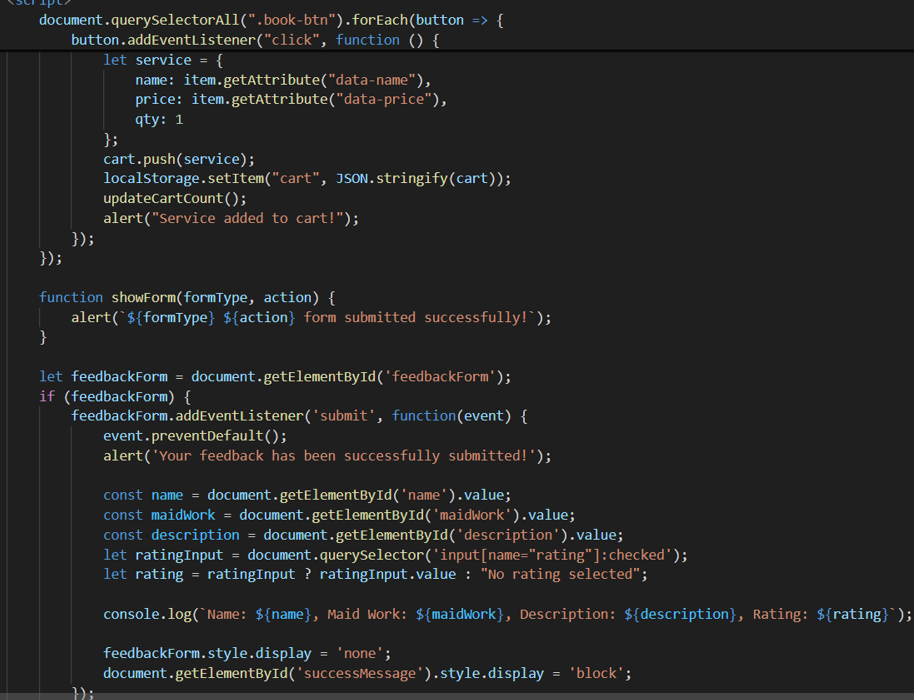 <script>
document.querySelectorAll(".book-btn").forEach(button => {
button.addEventListener("click", function () {
let service = {
name: item.getAttribute("data-name"),
price: item.getAttribute("data-price"),
qty: 1
};
cart.push(service);
localStorage.setItem("cart", JSON.stringify(cart));
updateCartCount();
alert("Service added to cart!");
});
});
function showForm(formType, action) {
alert(`${formType} ${action} form submitted successfully!`);
}
let feedbackForm = document.getElementById('feedbackForm');
if (feedbackForm) {
feedbackForm.addEventListener('submit', function(event) {
event.preventDefault();
alert('Your feedback has been successfully submitted!');
const name = document.getElementById('name').value;
const maidWork = document.getElementById('maidWork').value;
const description = document.getElementById('description').value;
let ratingInput = document.querySelector('input[name="rating"]:checked');
let rating = ratingInput ? ratingInput.value : "No rating selected";
console.log(`Name: ${name}, Maid Work: ${maidWork}, Description: ${description}, Rating: ${rating}`);
feedbackForm.style.display = 'none';
document.getElementById('successMessage').style.display = 'block';
});